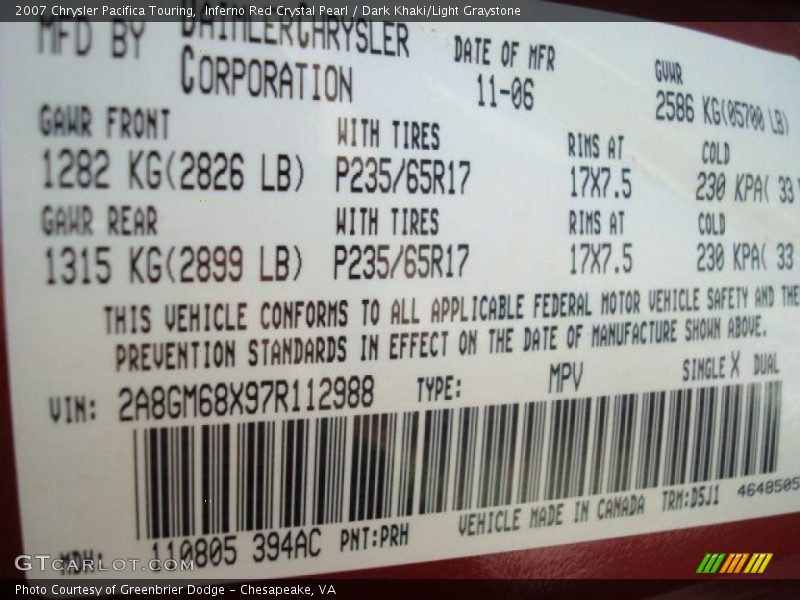 2007 Chrysler Pacifica Touring, Inferno Red Crystal Pearl / Dark Khaki/Light Graystone
MFD BY DAIMLERCHRYSLER CORPORATION
DATE OF MFR 11-06
GVWR 2586 KG(05700 LB)
GAWR FRONT WITH TIRES RIMS AT COLD
1282 KG(2826 LB) P235/65R17 17X7.5 230 KPA( 33
GAWR REAR WITH TIRES RIMS AT COLD
1315 KG(2899 LB) P235/65R17 17X7.5 230 KPA( 33
THIS VEHICLE CONFORMS TO ALL APPLICABLE FEDERAL MOTOR VEHICLE SAFETY AND THE
PREVENTION STANDARDS IN EFFECT ON THE DATE OF MANUFACTURE SHOWN ABOVE.
VIN: 2A8GM68X97R112988 TYPE: MPV SINGLE X DUAL
MDH: 110805 394AC PNT:PRH VEHICLE MADE IN CANADA TRM:D5J1 4648505
GTCARLOT.COM
Photo Courtesy of Greenbrier Dodge - Chesapeake, VA